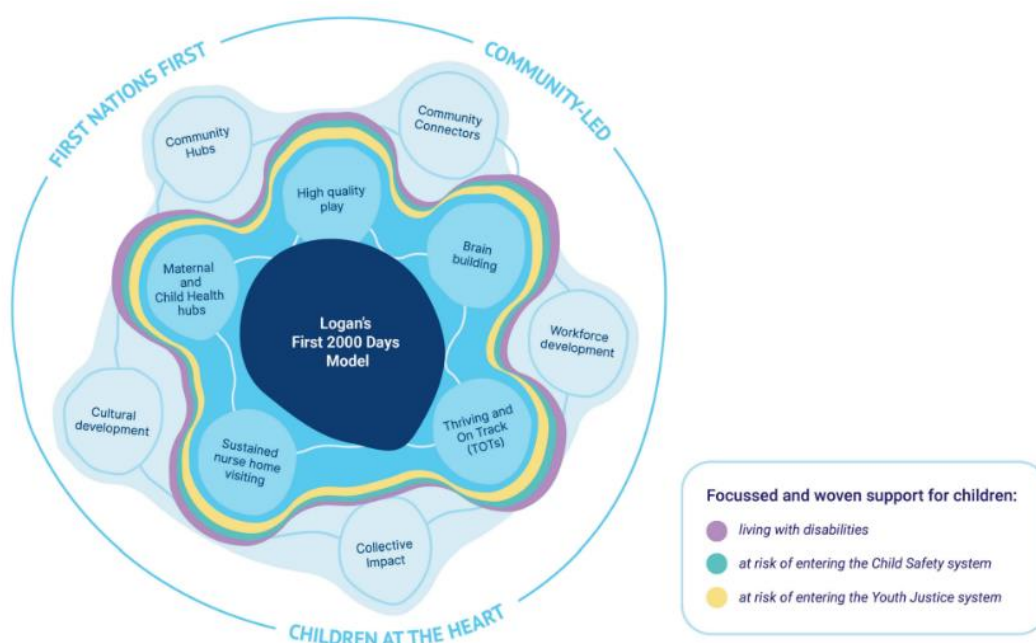 FIRST NATIONS FIRST
COMMUNITY-LED
Community
Hubs
Community
Connectors
High quality
play
Brain
building
Maternal
and
Child Health
hubs
Logan's
First 2000 Days
Model
Workforce
development
Cultural
development
Sustained
nurse home
visiting
Thriving and
On Track
(TOTs)
Collective
Impact
CHILDREN AT THE HEART
Focussed and woven support for children:
living with disabilities
at risk of entering the Child Safety system
at risk of entering the Youth Justice system